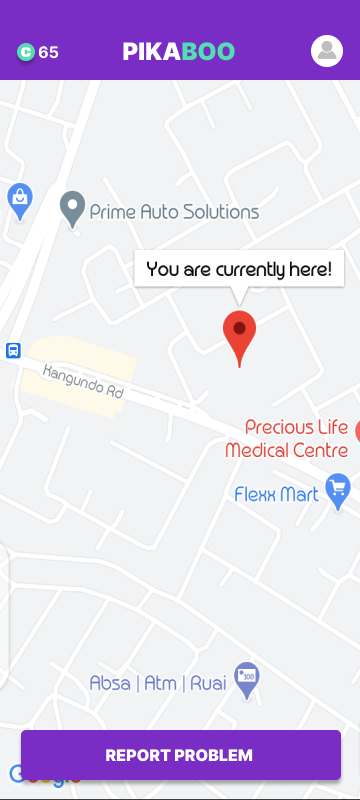 65
PIKABOO
Prime Auto Solutions
You are currently here!
Kangundo Rd
Precious Life
Medical Centre
Flexx Mart
Absa | Atm | Ruai
100
REPORT PROBLEM
Google